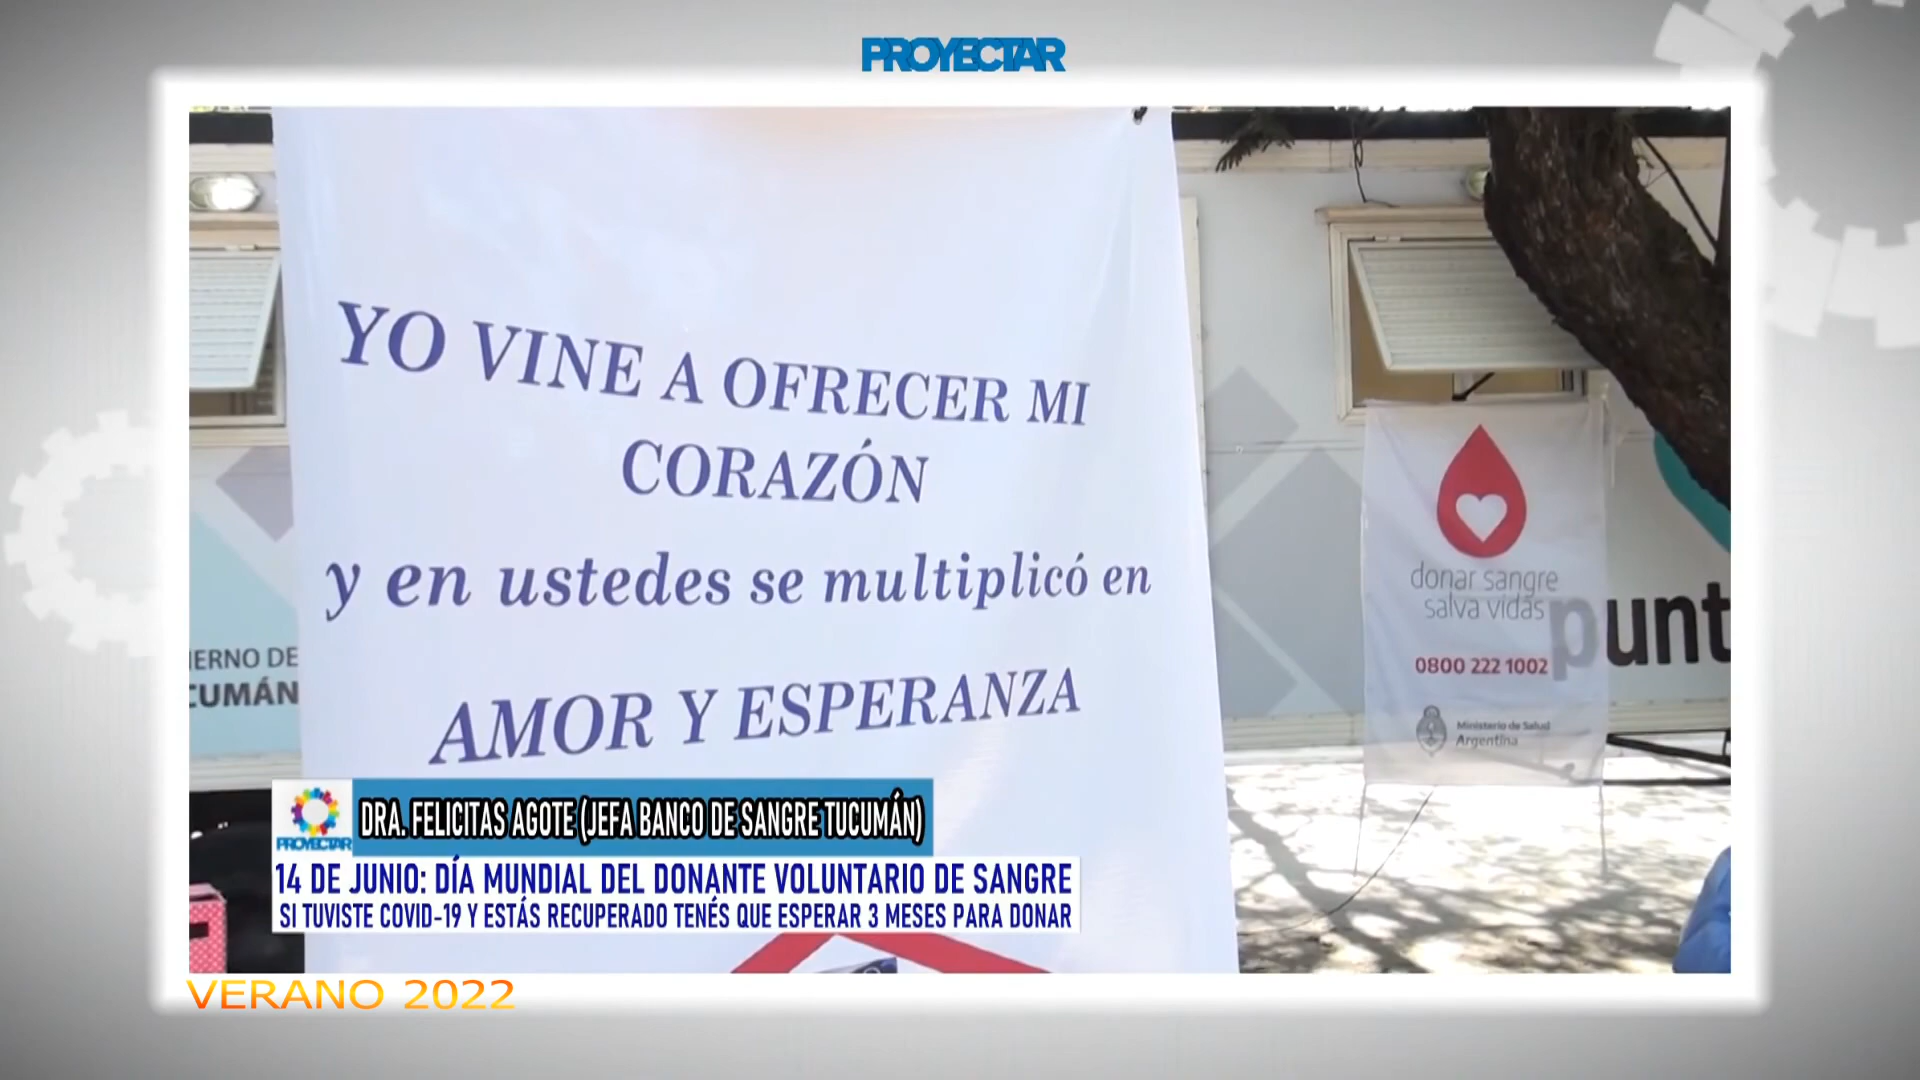 PROYECTAR
YO VINE A OFRECER MI
CORAZÓN
y en ustedes se multiplicó en
AMOR Y ESPERANZA
donar sangre
salva vidas
0800 222 1002
Ministerio de Salud
Argentina
punt
IERNO DE
CUMÁN
PROYECTAR
DRA. FELICITAS AGOTE (JEFA BANCO DE SANGRE TUCUMÁN)
14 DE JUNIO: DÍA MUNDIAL DEL DONANTE VOLUNTARIO DE SANGRE
SI TUVISTE COVID-19 Y ESTÁS RECUPERADO TENÉS QUE ESPERAR 3 MESES PARA DONAR
VERANO 2022